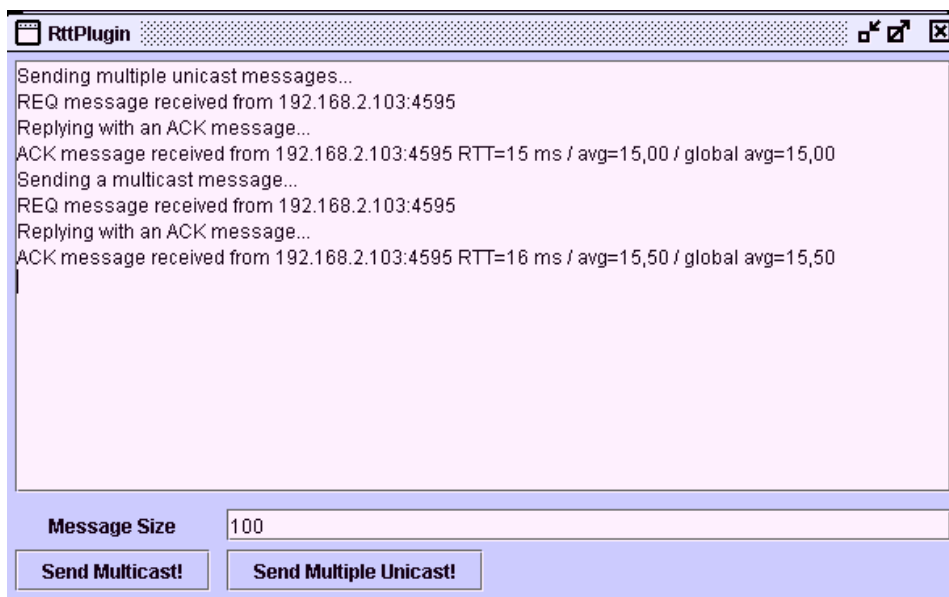 RttPlugin
Sending multiple unicast messages...
REQ message received from 192.168.2.103:4595
Replying with an ACK message...
ACK message received from 192.168.2.103:4595 RTT=15 ms / avg=15,00 / global avg=15,00
Sending a multicast message...
REQ message received from 192.168.2.103:4595
Replying with an ACK message...
ACK message received from 192.168.2.103:4595 RTT=16 ms / avg=15,50 / global avg=15,50
Message Size 100
Send Multicast! Send Multiple Unicast!